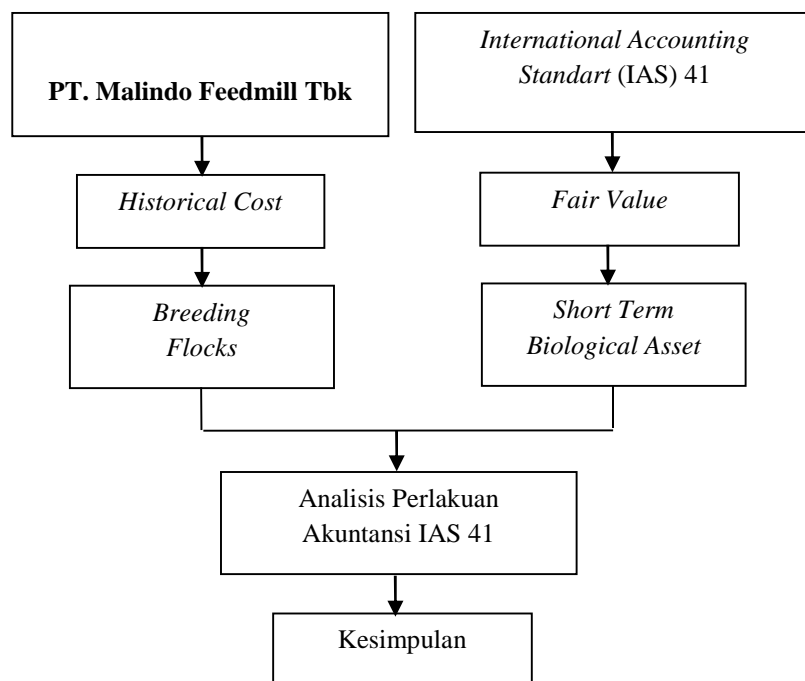 PT. Malindo Feedmill Tbk
International Accounting
Standart (IAS) 41
Historical Cost
Fair Value
Breeding
Flocks
Short Term
Biological Asset
Analisis Perlakuan
Akuntansi IAS 41
Kesimpulan